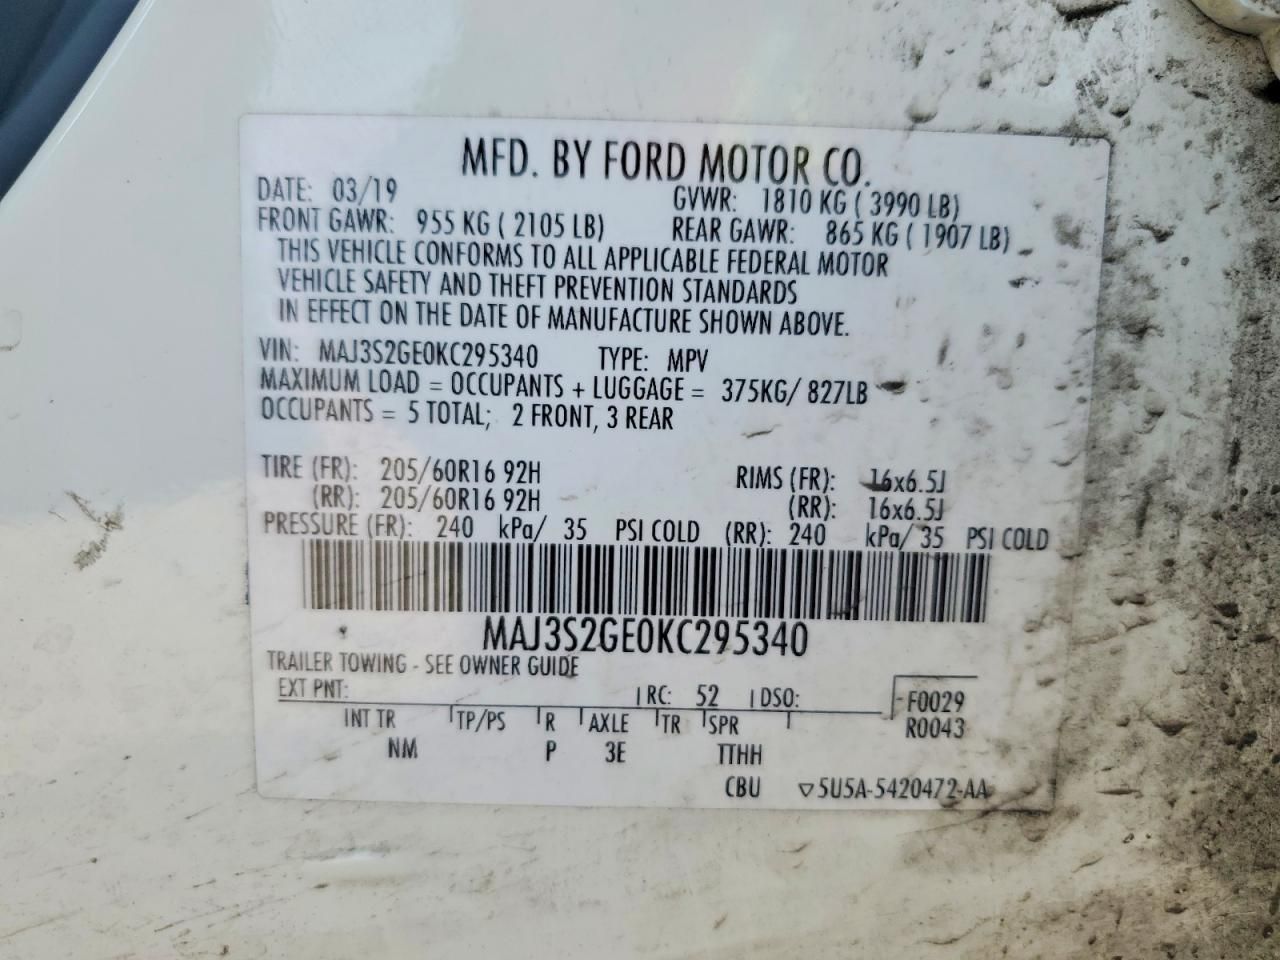 MFD. BY FORD MOTOR CO.
DATE: 03/19 GVWR: 1810 KG ( 3990 LB)
FRONT GAWR: 955 KG ( 2105 LB) REAR GAWR: 865 KG ( 1907 LB)
THIS VEHICLE CONFORMS TO ALL APPLICABLE FEDERAL MOTOR
VEHICLE SAFETY AND THEFT PREVENTION STANDARDS
IN EFFECT ON THE DATE OF MANUFACTURE SHOWN ABOVE.
VIN: MAJ3S2GE0KC295340 TYPE: MPV
MAXIMUM LOAD = OCCUPANTS + LUGGAGE = 375KG/ 827LB
OCCUPANTS = 5 TOTAL; 2 FRONT, 3 REAR
TIRE (FR): 205/60R16 92H RIMS (FR): 16x6.5J
(RR): 205/60R16 92H (RR): 16x6.5J
PRESSURE (FR): 240 kPa/ 35 PSI COLD (RR): 240 kPa/ 35 PSI COLD
MAJ3S2GE0KC295340
TRAILER TOWING - SEE OWNER GUIDE
EXT PNT: RC: 52 DSO: F0029
INT TR TP/PS R AXLE TR SPR R0043
NM P 3E TTHH
CBU ▽5U5A-5420472-AA